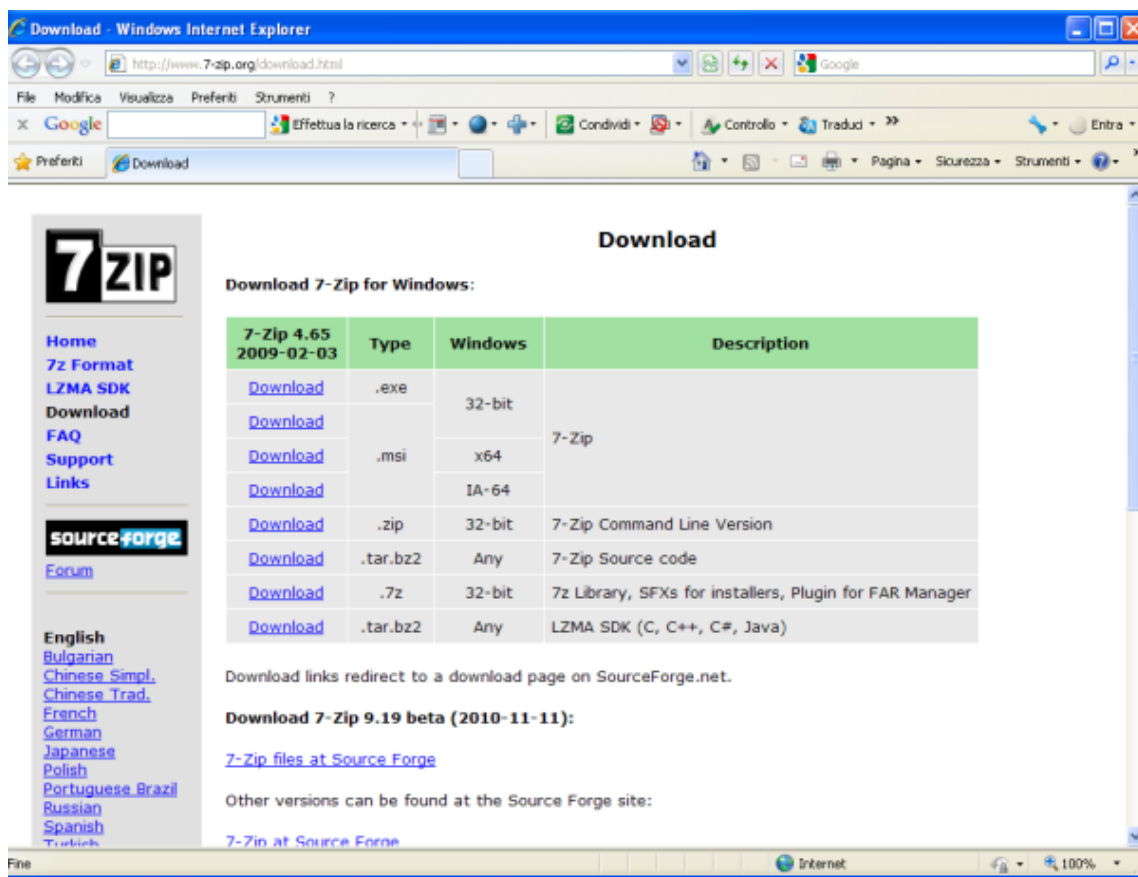 Download - Windows Internet Explorer
http://www.7-zip.org/download.html
Google
File Modifica Visualizza Preferiti Strumenti ?
x Google Effettua la ricerca Condividi Controllo Traduci Entra
Preferiti Download Pagina Sicurezza Strumenti
7ZIP
Home
7z Format
LZMA SDK
Download
FAQ
Support
Links
sourceforge
Forum
English
Bulgarian
Chinese Simpl.
Chinese Trad.
French
German
Japanese
Polish
Portuguese Brazil
Russian
Spanish
Turkish
Download
Download 7-Zip for Windows:
7-Zip 4.65 2009-02-03 Type Windows Description
Download .exe 32-bit 7-Zip
Download .msi
Download x64
Download IA-64
Download .zip 32-bit 7-Zip Command Line Version
Download .tar.bz2 Any 7-Zip Source code
Download .7z 32-bit 7z Library, SFXs for installers, Plugin for FAR Manager
Download .tar.bz2 Any LZMA SDK (C, C++, C#, Java)
Download links redirect to a download page on SourceForge.net.
Download 7-Zip 9.19 beta (2010-11-11):
7-Zip files at Source Forge
Other versions can be found at the Source Forge site:
7-Zip at Source Forge
Fine Internet 100%